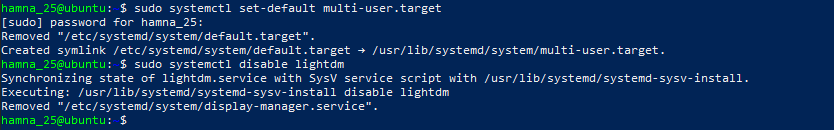 hamna_25@ubuntu: $ sudo systemctl set-default multi-user.target
[sudo] password for hamna_25:
Removed "/etc/systemd/system/default.target".
Created symlink /etc/systemd/system/default.target → /usr/lib/systemd/system/multi-user.target.
hamna_25@ubuntu: $ sudo systemctl disable lightdm
Synchronizing state of lightdm.service with SysV service script with /usr/lib/systemd/systemd-sysv-install.
Executing: /usr/lib/systemd/systemd-sysv-install disable lightdm
Removed "/etc/systemd/system/display-manager.service".
hamna_25@ubuntu: $